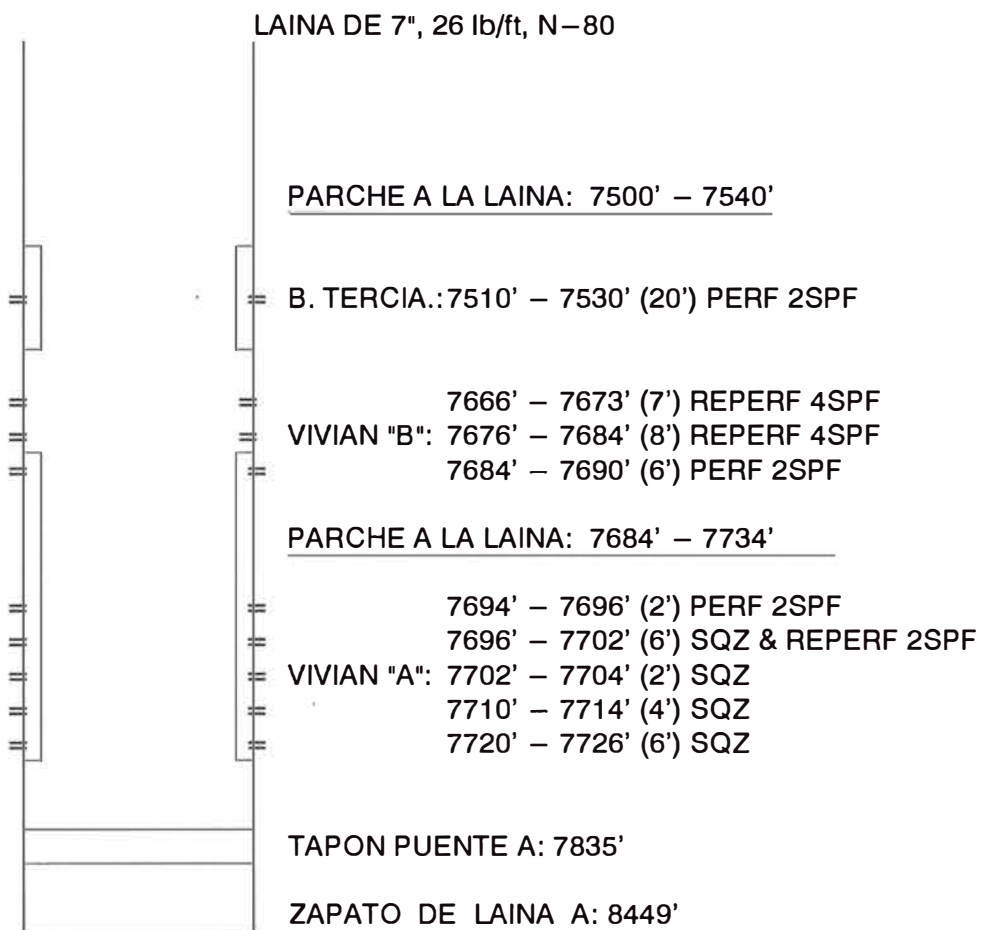 LAINA DE 7", 26 lb/ft, N–80
PARCHE A LA LAINA: 7500' – 7540'
B. TERCIA.: 7510' – 7530' (20') PERF 2SPF
7666' – 7673' (7') REPERF 4SPF
VIVIAN "B": 7676' – 7684' (8') REPERF 4SPF
7684' – 7690' (6') PERF 2SPF
PARCHE A LA LAINA: 7684' – 7734'
7694' – 7696' (2') PERF 2SPF
7696' – 7702' (6') SQZ & REPERF 2SPF
VIVIAN "A": 7702' – 7704' (2') SQZ
7710' – 7714' (4') SQZ
7720' – 7726' (6') SQZ
TAPON PUENTE A: 7835'
ZAPATO DE LAINA A: 8449'